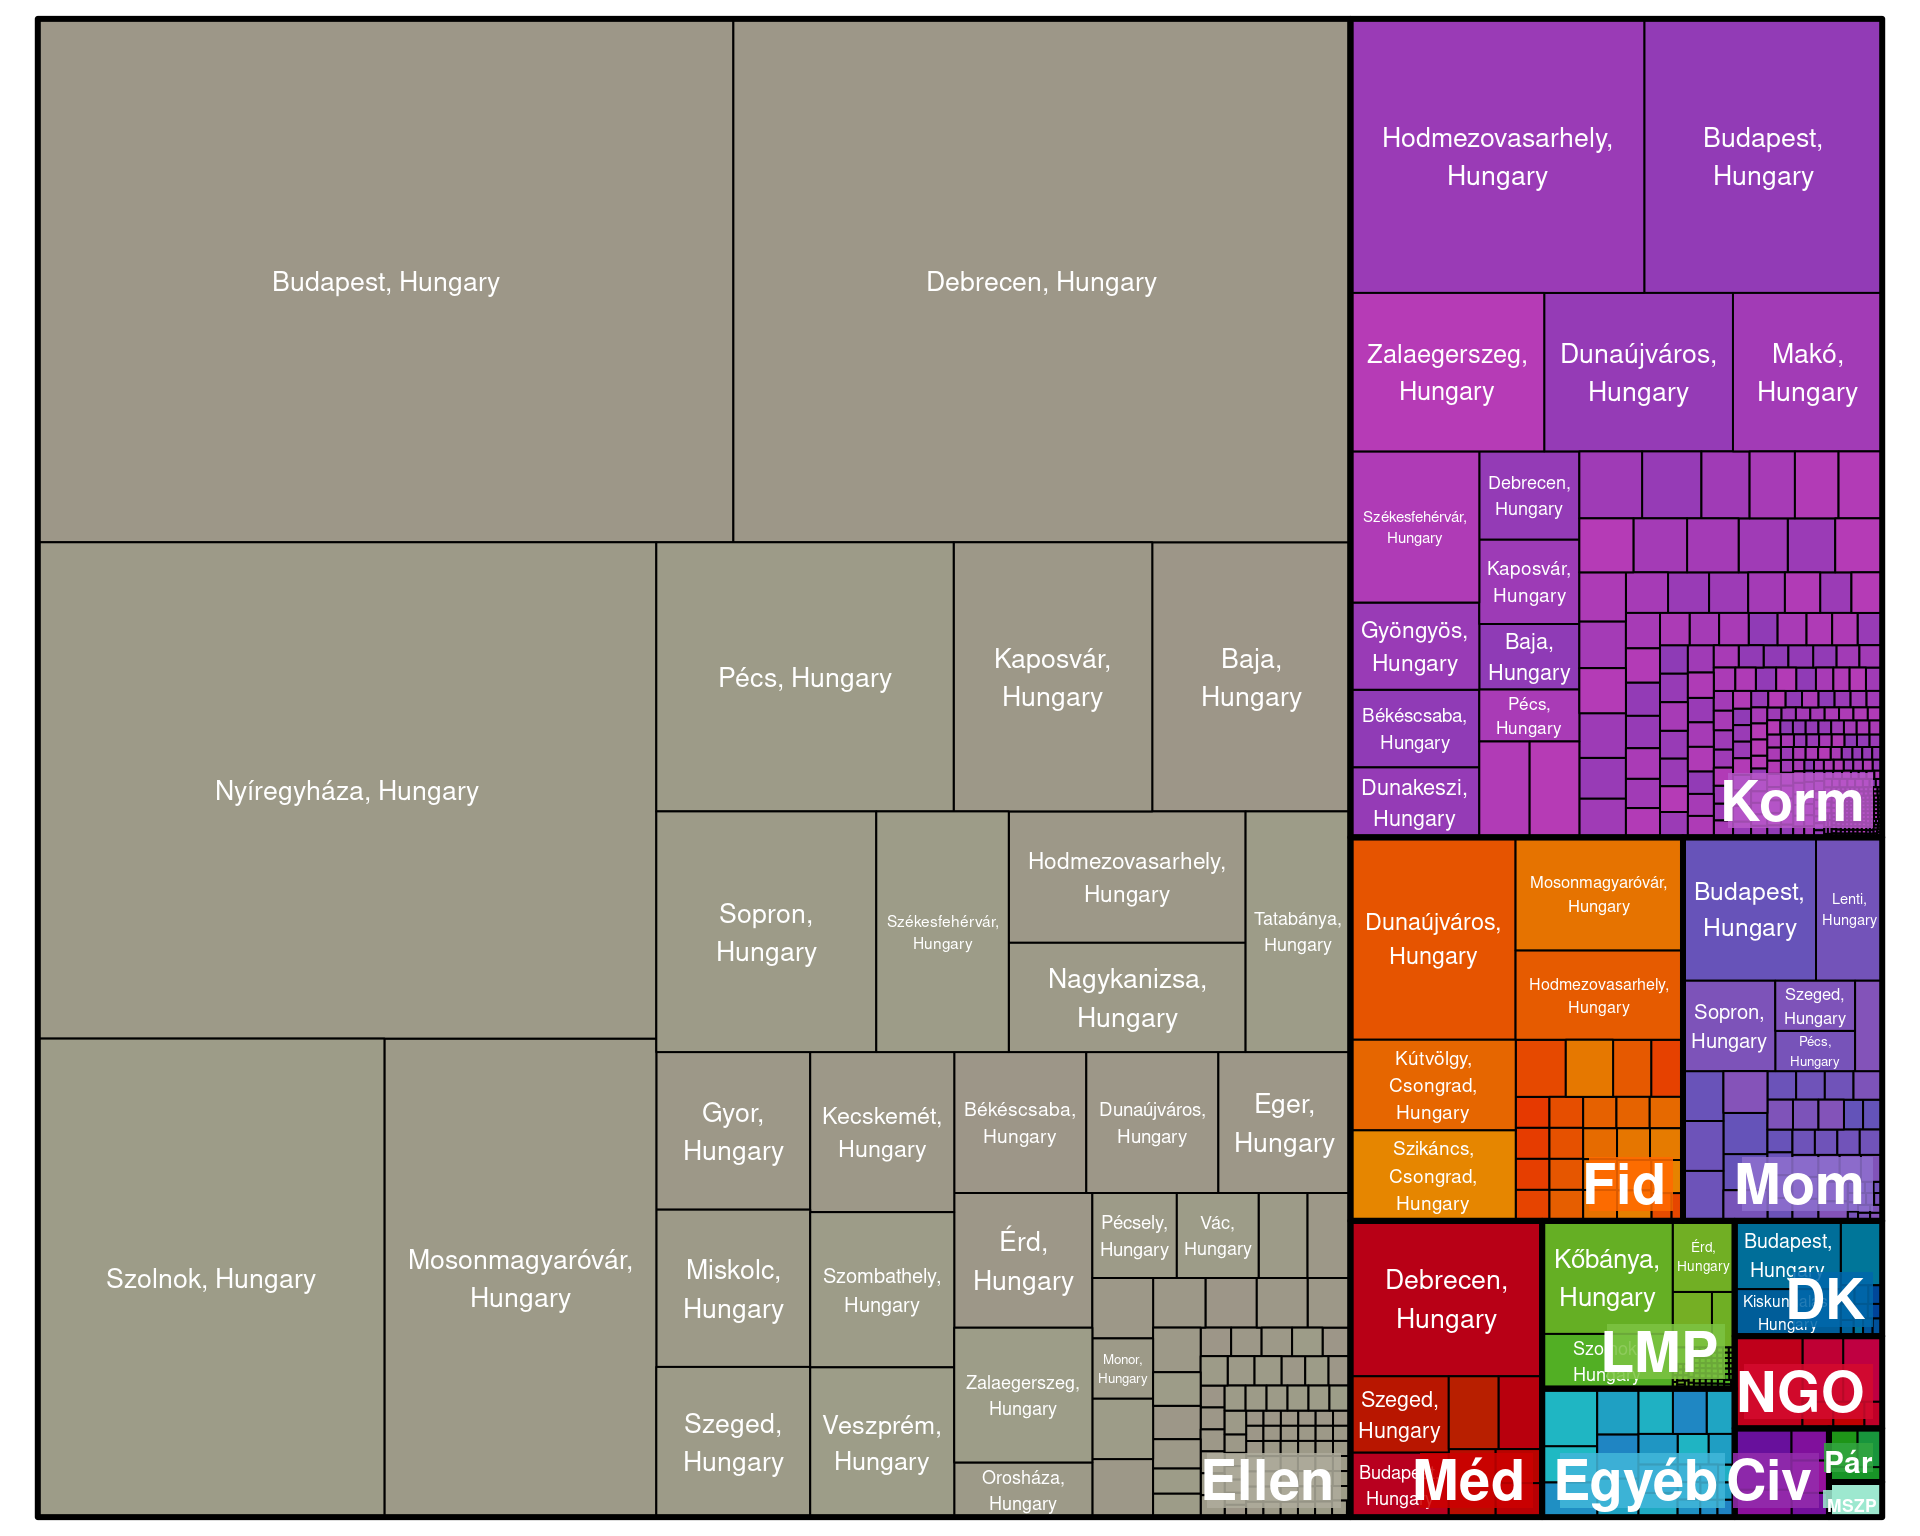 Budapest, Hungary
Debrecen, Hungary
Nyíregyháza, Hungary
Pécs, Hungary
Kaposvár,
Hungary
Baja,
Hungary
Sopron,
Hungary
Székesfehérvár,
Hungary
Hodmezovasarhely,
Hungary
Nagykanizsa,
Hungary
Tatabánya,
Hungary
Szolnok, Hungary
Mosonmagyaróvár,
Hungary
Gyor,
Hungary
Kecskemét,
Hungary
Békéscsaba,
Hungary
Dunaújváros,
Hungary
Eger,
Hungary
Miskolc,
Hungary
Szombathely,
Hungary
Érd,
Hungary
Pécsely,
Hungary
Vác,
Hungary
Zalaegerszeg,
Hungary
Monor,
Hungary
Szeged,
Hungary
Veszprém,
Hungary
Orosháza,
Hungary
Ellen
Hodmezovasarhely,
Hungary
Budapest,
Hungary
Zalaegerszeg,
Hungary
Dunaújváros,
Hungary
Makó,
Hungary
Székesfehérvár,
Hungary
Debrecen,
Hungary
Kaposvár,
Hungary
Gyöngyös,
Hungary
Baja,
Hungary
Békéscsaba,
Hungary
Pécs,
Hungary
Dunakeszi,
Hungary
Korm
Dunaújváros,
Hungary
Mosonmagyaróvár,
Hungary
Hodmezovasarhely,
Hungary
Kútvölgy,
Csongrad,
Hungary
Szikáncs,
Csongrad,
Hungary
Fid
Budapest,
Hungary
Lenti,
Hungary
Sopron,
Hungary
Szeged,
Hungary
Pécs,
Hungary
Mom
Debrecen,
Hungary
Szeged,
Hungary
Budape
Hunga
Méd
Kőbánya,
Hungary
Érd,
Hungary
Szolnok,
Hungary
LMP
Budapest,
Hungary
Hungary
DK
NGO
Egyéb
Civ
Pár
MSZP